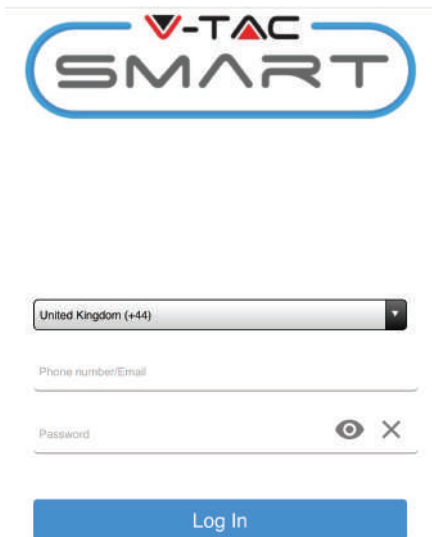 V-TAC
SMART
United Kingdom (+44)
Phone number/Email
Password
Log In